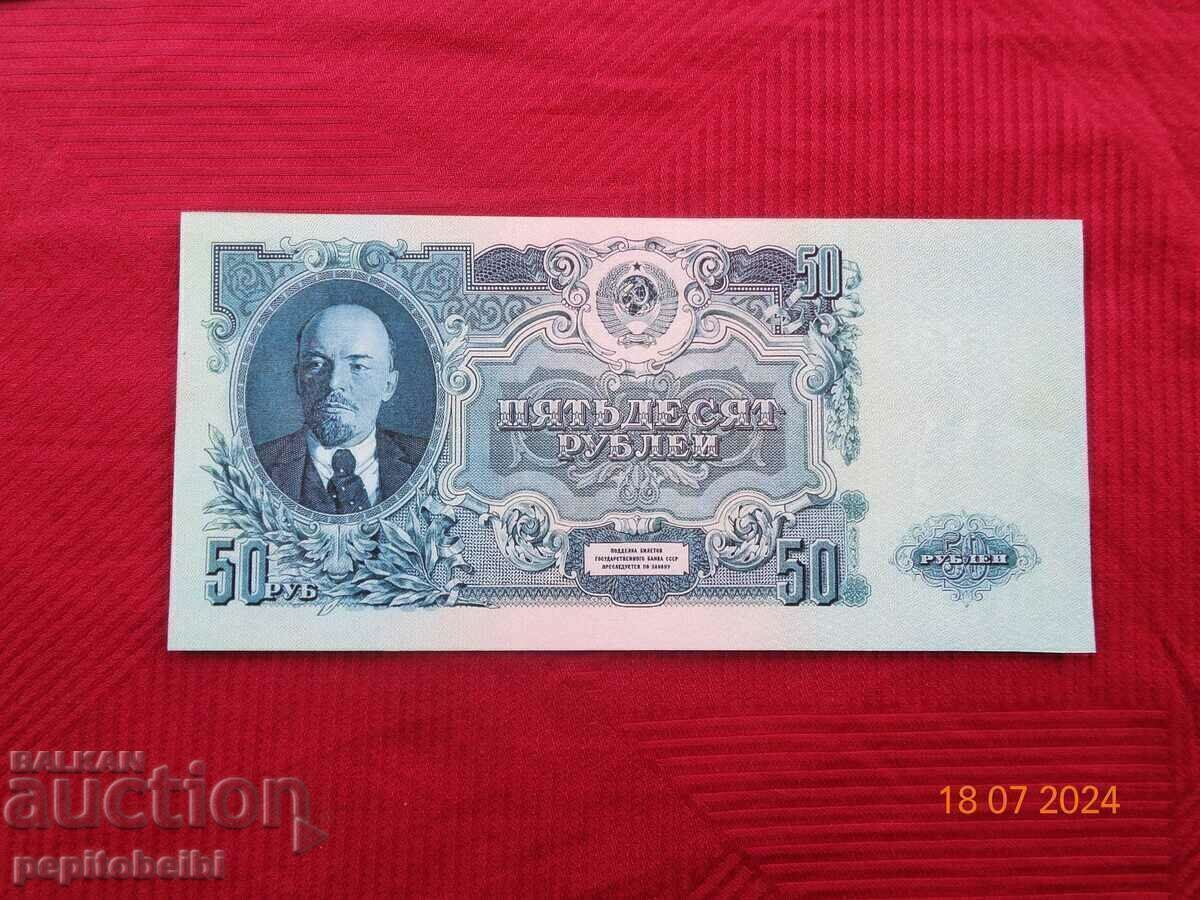 50
ПЯТЬДЕСЯТ
РУБЛЕЙ
ПОДДЕЛКА БИЛЕТОВ
ГОСУДАРСТВЕННОГО БАНКА СССР
ПРЕСЛЕДУЕТСЯ ПО ЗАКОНУ
50 РУБ
50
50
РУБЛЕЙ
BALKAN
auction
pepitobeibi
18 07 2024